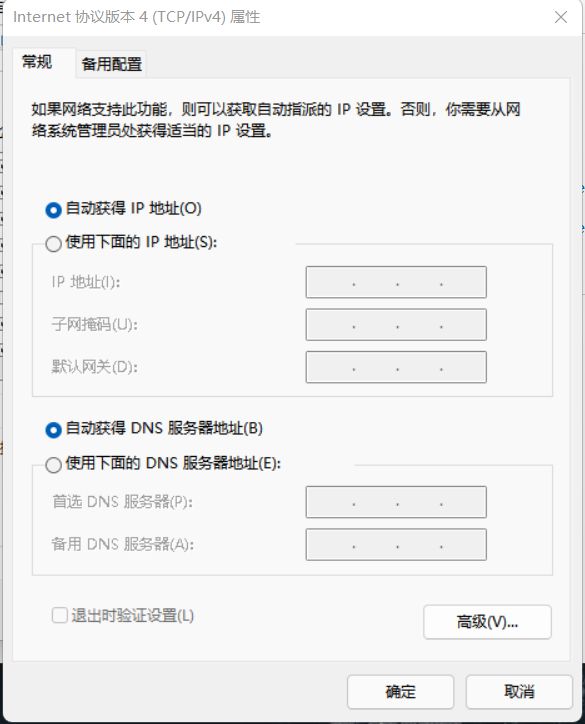 Internet 协议版本 4 (TCP/IPv4) 属性
常规
备用配置
如果网络支持此功能，则可以获取自动指派的 IP 设置。否则，你需要从网
络系统管理员处获得适当的 IP 设置。
自动获得 IP 地址(O)
使用下面的 IP 地址(S):
IP 地址(I):
子网掩码(U):
默认网关(D):
自动获得 DNS 服务器地址(B)
使用下面的 DNS 服务器地址(E):
首选 DNS 服务器(P):
备用 DNS 服务器(A):
退出时验证设置(L)
高级(V)...
确定
取消